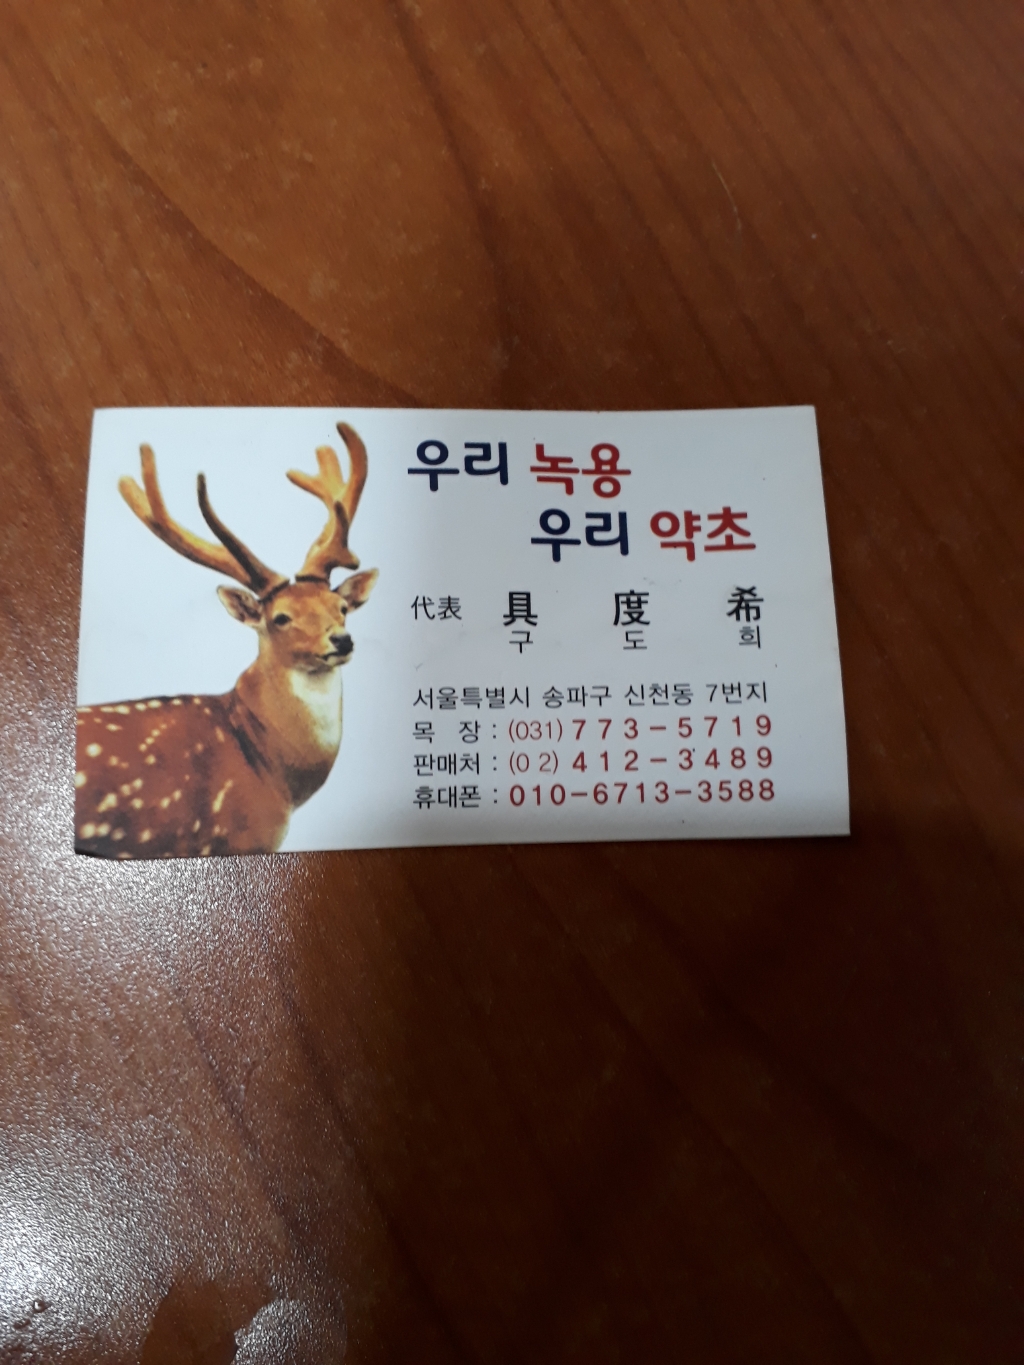 우리 녹용
우리 약초
代表 具 度 希
구 도 희
서울특별시 송파구 신천동 7번지
목 장 : (031) 773-5719
판매처 : (0 2) 412-3489
휴대폰 : 010-6713-3588